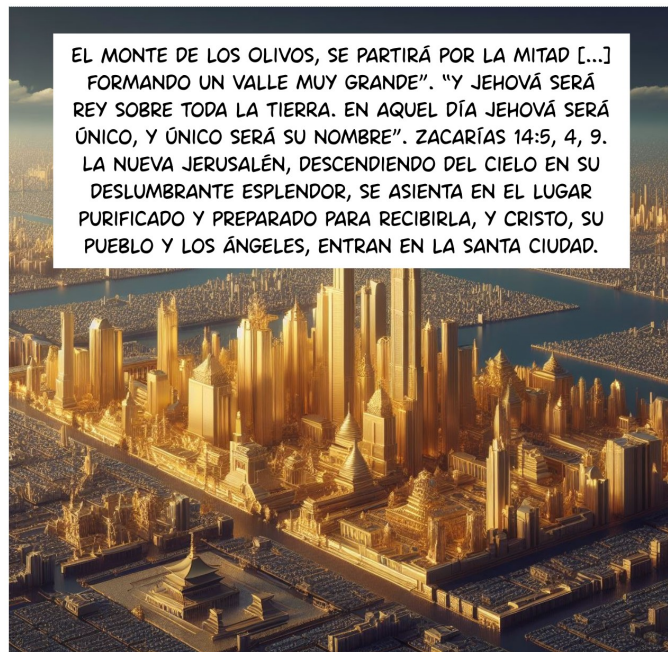 EL MONTE DE LOS OLIVOS, SE PARTIRÁ POR LA MITAD [...]
FORMANDO UN VALLE MUY GRANDE”. “Y JEHOVÁ SERÁ
REY SOBRE TODA LA TIERRA. EN AQUEL DÍA JEHOVÁ SERÁ
ÚNICO, Y ÚNICO SERÁ SU NOMBRE”. ZACARÍAS 14:5, 4, 9.
LA NUEVA JERUSALÉN, DESCENDIENDO DEL CIELO EN SU
DESLUMBRANTE ESPLENDOR, SE ASIENTA EN EL LUGAR
PURIFICADO Y PREPARADO PARA RECIBIRLA, Y CRISTO, SU
PUEBLO Y LOS ÁNGELES, ENTRAN EN LA SANTA CIUDAD.